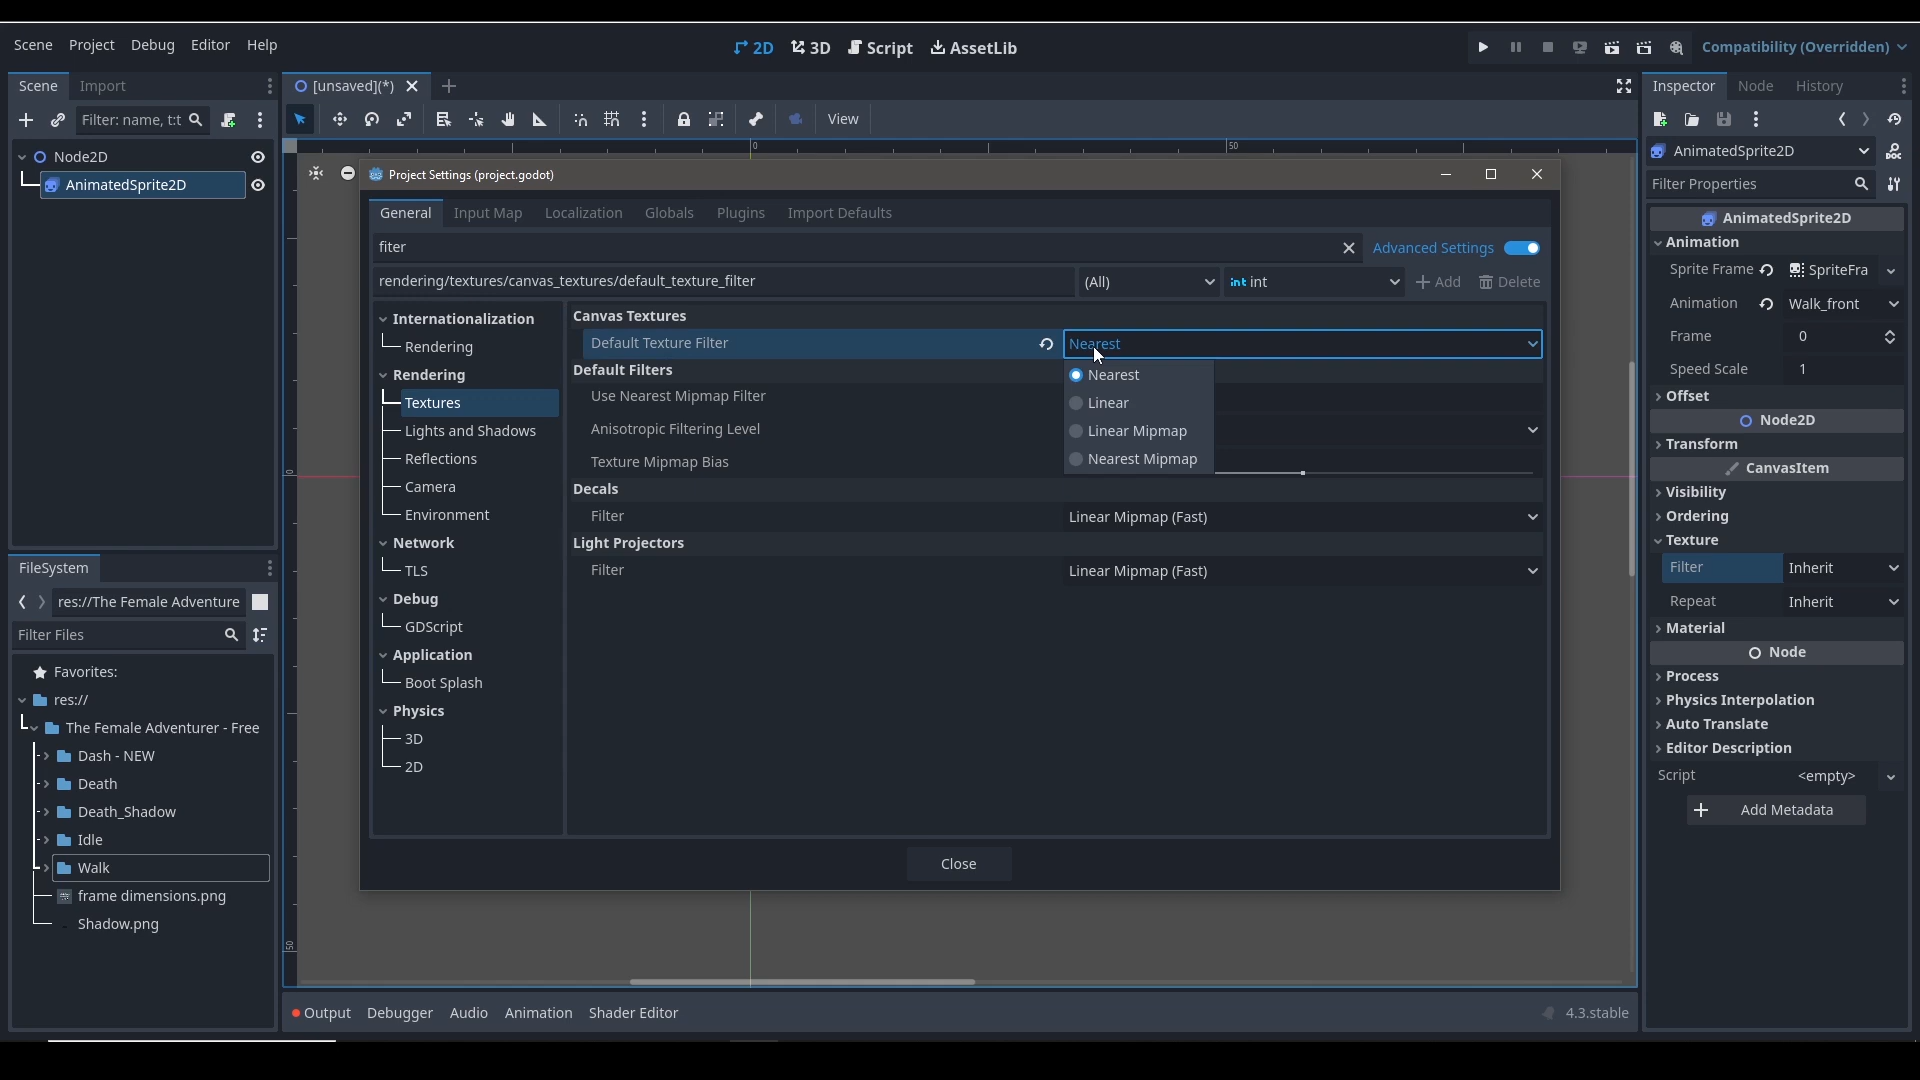 Scene Project Debug Editor Help
2D 3D Script AssetLib
Compatibility (Overridden)
Scene Import
Filter: name, t:t
Node2D
AnimatedSprite2D
FileSystem
res://The Female Adventure
Filter Files
Favorites:
res://
The Female Adventurer - Free
Dash - NEW
Death
Death_Shadow
Idle
Walk
frame dimensions.png
Shadow.png
[unsaved](*)
View
0 50
0
50
Project Settings (project.godot)
General Input Map Localization Globals Plugins Import Defaults
fiter
Advanced Settings
rendering/textures/canvas_textures/default_texture_filter
(All)
int int
Add
Delete
Internationalization
Rendering
Rendering
Textures
Lights and Shadows
Reflections
Camera
Environment
Network
TLS
Debug
GDScript
Application
Boot Splash
Physics
3D
2D
Canvas Textures
Default Texture Filter
Nearest
Nearest
Linear
Linear Mipmap
Nearest Mipmap
Default Filters
Use Nearest Mipmap Filter
Anisotropic Filtering Level
Texture Mipmap Bias
Decals
Filter Linear Mipmap (Fast)
Light Projectors
Filter Linear Mipmap (Fast)
Close
Output Debugger Audio Animation Shader Editor
4.3.stable
Inspector Node History
AnimatedSprite2D
DOC
Filter Properties
AnimatedSprite2D
Animation
Sprite Frame SpriteFra
Animation Walk_front
Frame 0
Speed Scale 1
Offset
Node2D
Transform
CanvasItem
Visibility
Ordering
Texture
Filter Inherit
Repeat Inherit
Material
Node
Process
Physics Interpolation
Auto Translate
Editor Description
Script <empty>
Add Metadata